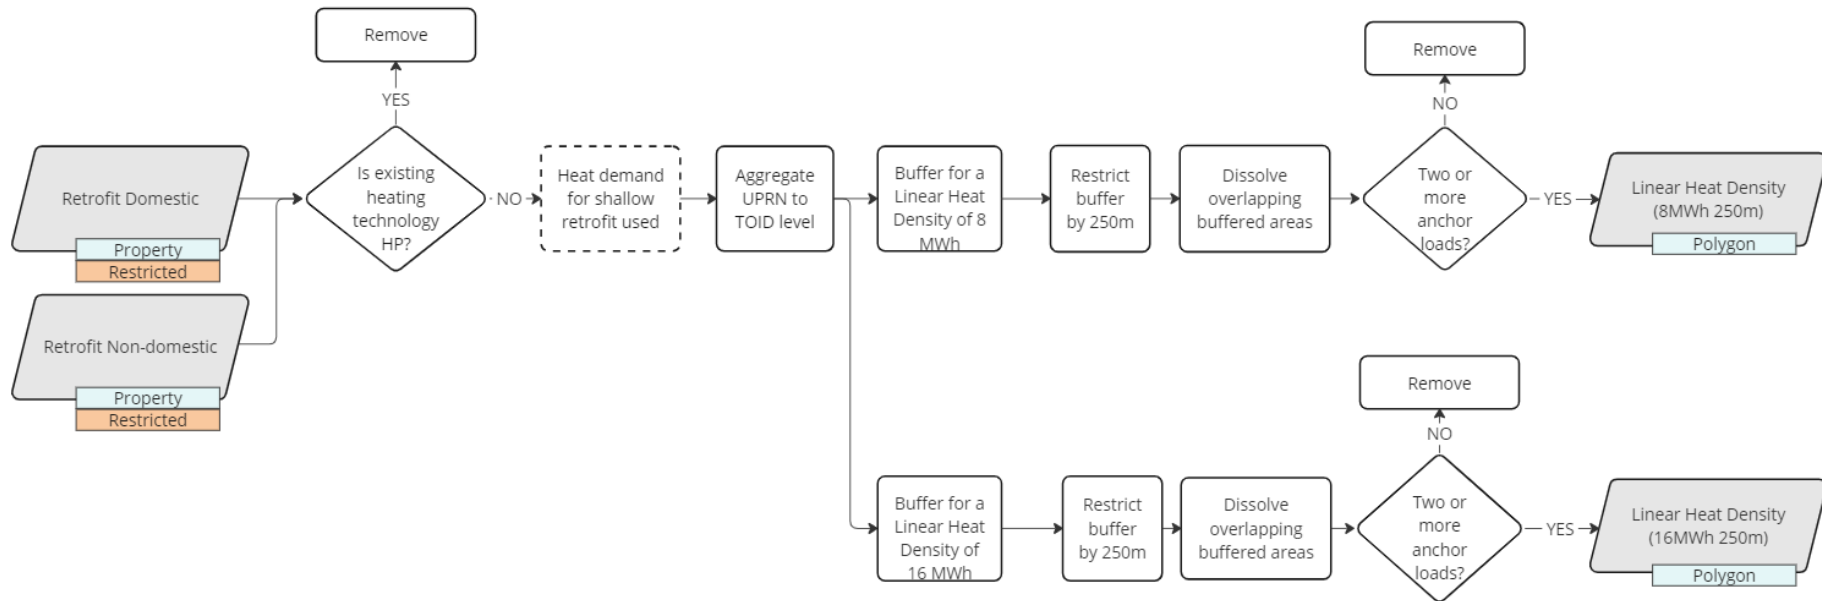 Remove
YES
Retrofit Domestic
Property
Restricted
Retrofit Non-domestic
Property
Restricted
Is existing
heating
technology
HP?
NO
Heat demand
for shallow
retrofit used
Aggregate
UPRN to
TOID level
Buffer for a
Linear Heat
Density of 8
MWh
Restrict
buffer
by 250m
Dissolve
overlapping
buffered areas
Remove
NO
Two or
more
anchor
loads?
YES
Linear Heat Density
(8MWh 250m)
Polygon
Buffer for a
Linear Heat
Density of
16 MWh
Restrict
buffer
by 250m
Dissolve
overlapping
buffered areas
Remove
NO
Two or
more
anchor
loads?
YES
Linear Heat Density
(16MWh 250m)
Polygon